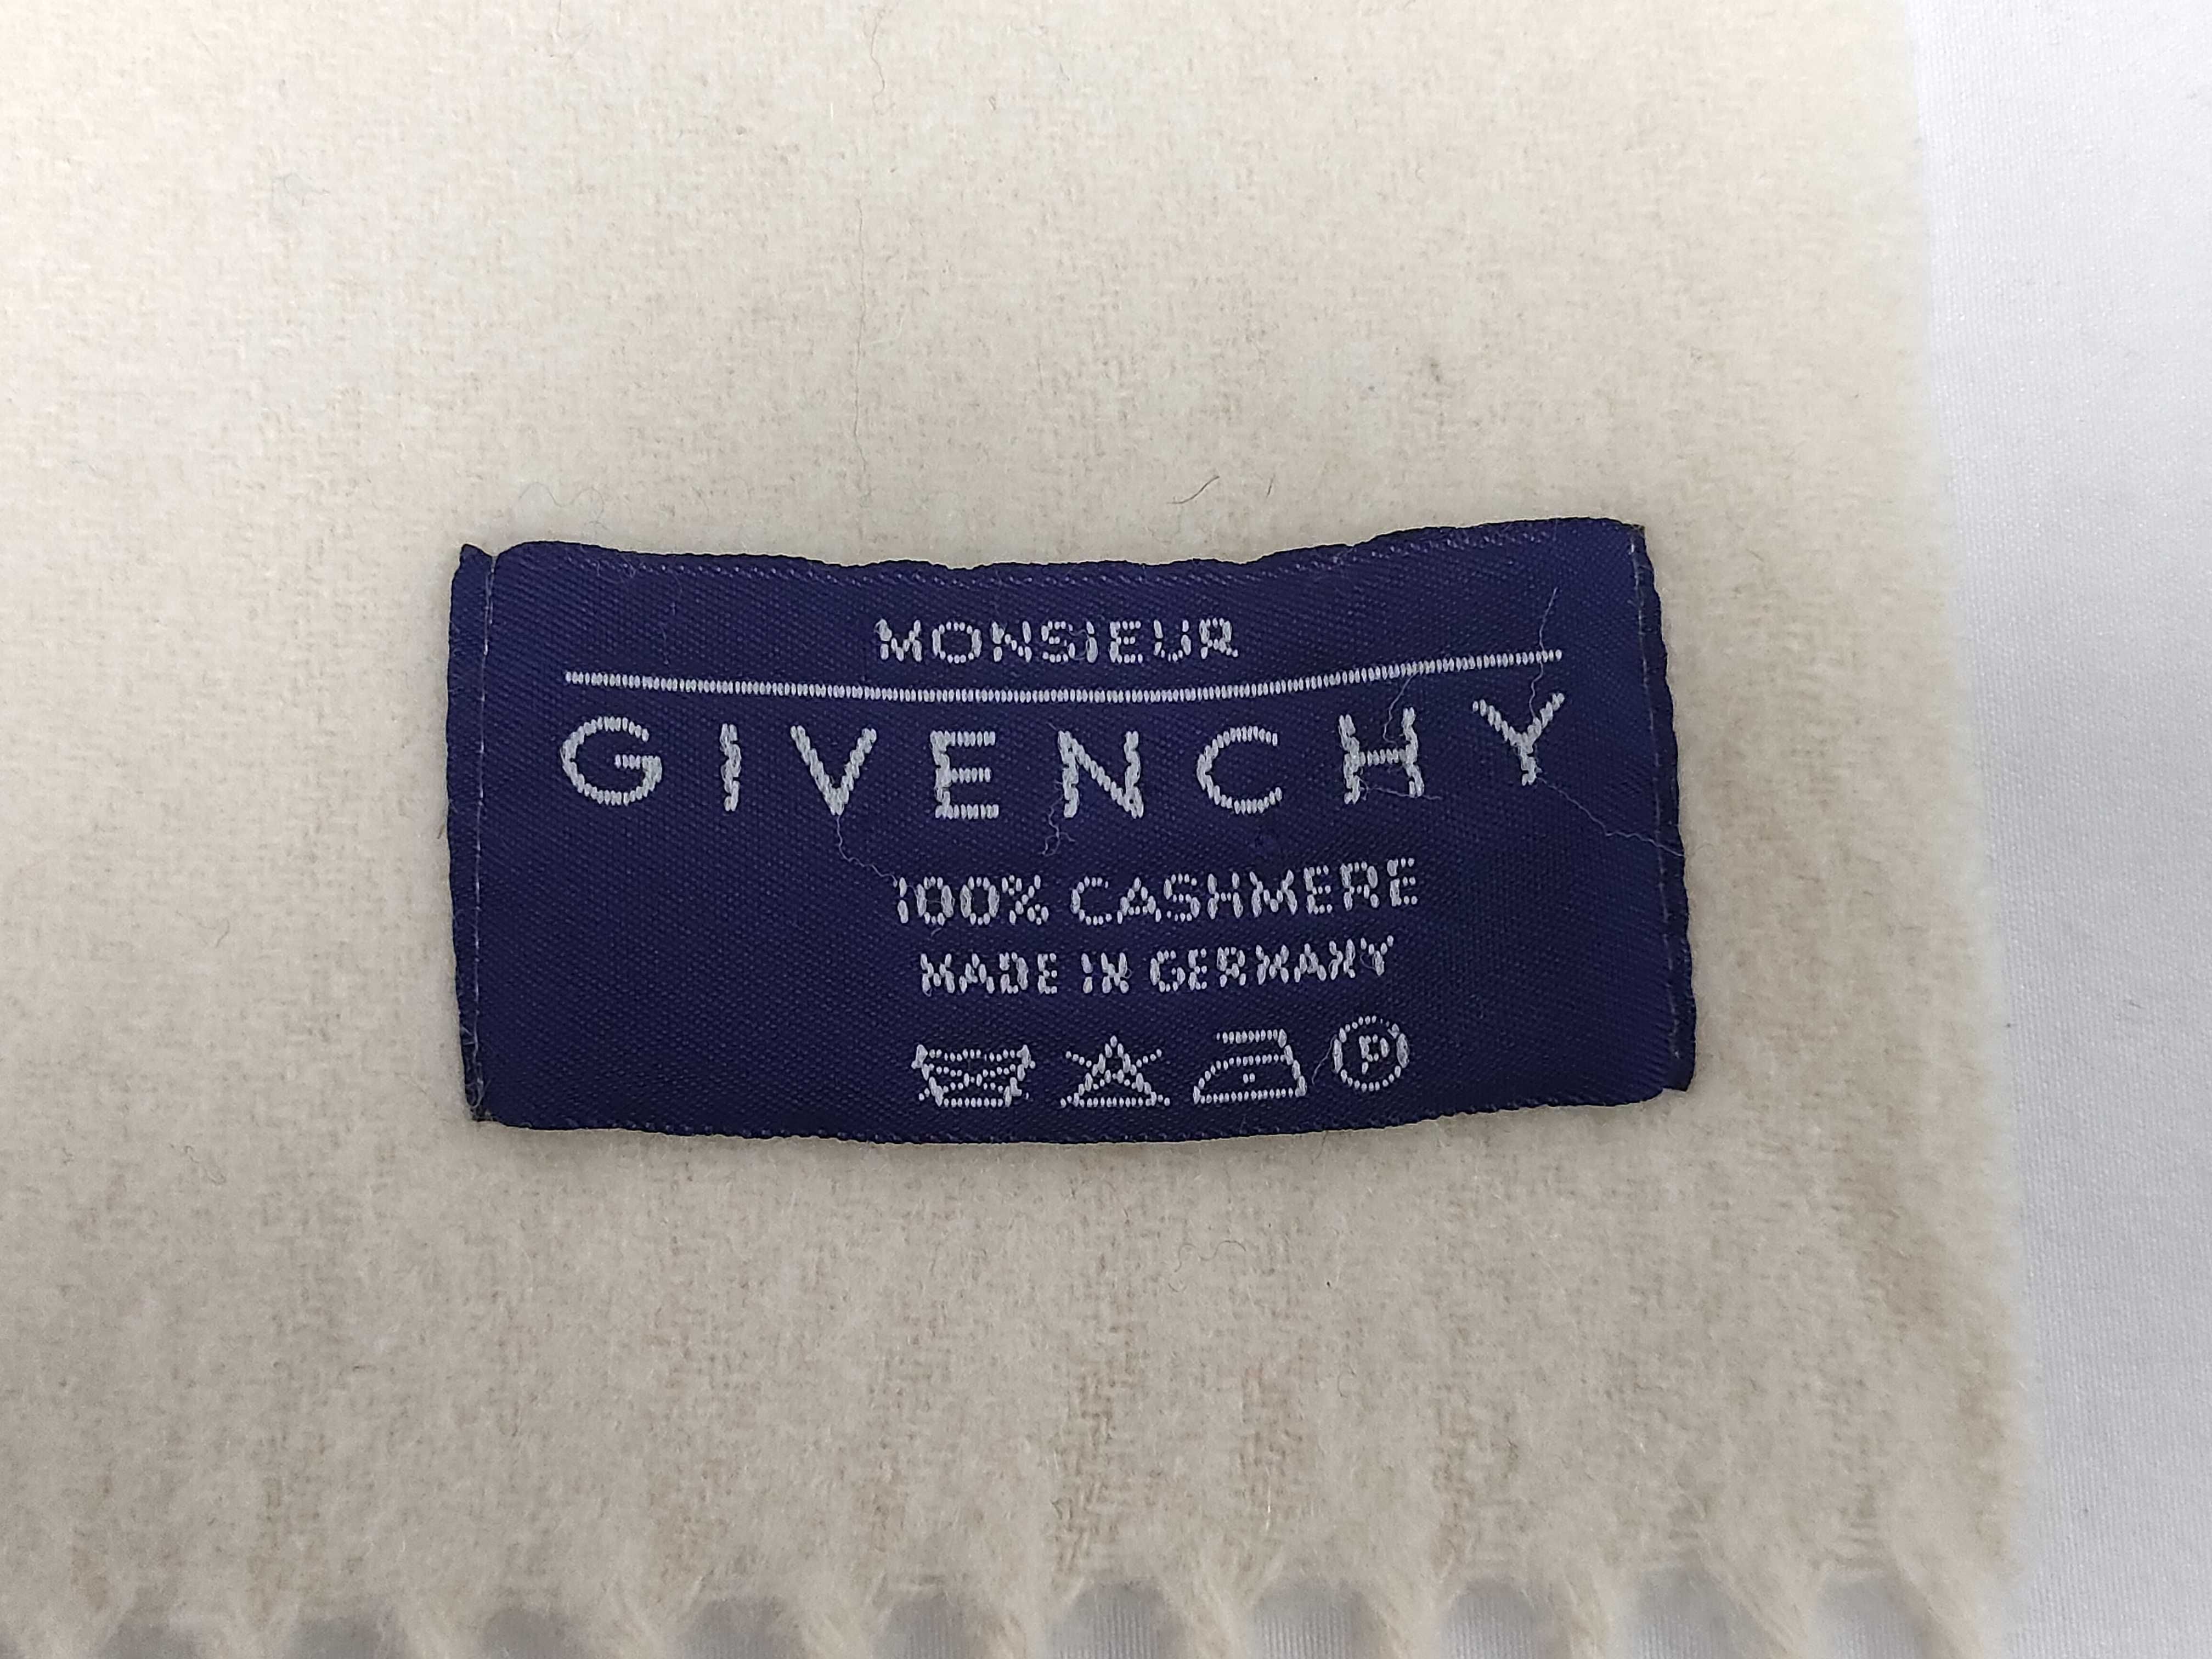 MONSIEUR
GIVENCHY
100% CASHMERE
MADE IN GERMANY
P